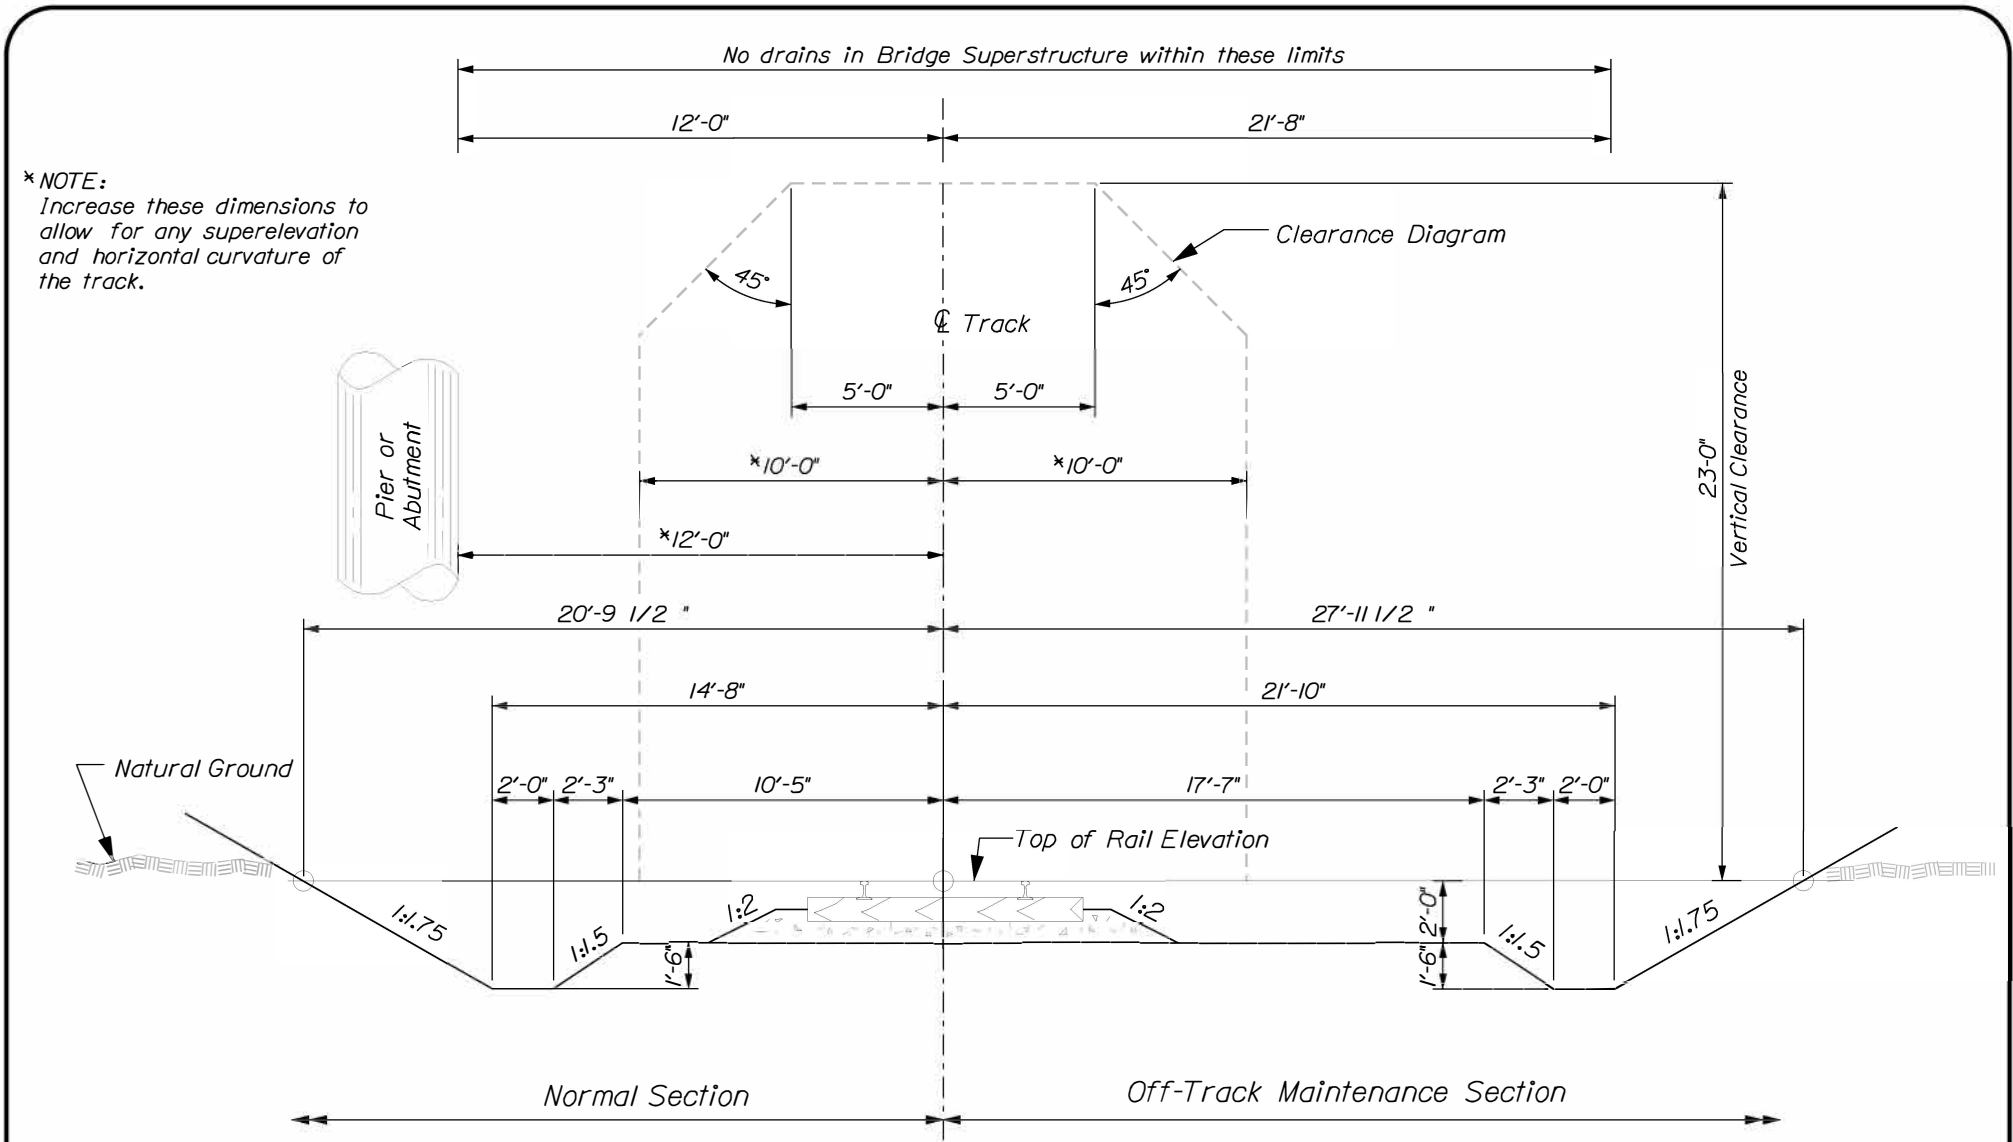 No drains in Bridge Superstructure within these limits
12'-0"
21'-8"
*NOTE:
Increase these dimensions to
allow for any superelevation
and horizontal curvature of
the track.
Clearance Diagram
45°
45°
℄ Track
5'-0"
5'-0"
*10'-0"
*10'-0"
23-0"
Vertical Clearance
Pier or
Abutment
*12'-0"
20'-9 1/2 "
27'-11 1/2 "
14'-8"
21'-10"
Natural Ground
2'-0"
2'-3"
10'-5"
17'-7"
2'-3"
2'-0"
Top of Rail Elevation
1:1.75
1:1.5
1:2
1:2
2'-0"
1'-6"
1'-6"
1:1.5
1:1.75
Normal Section
Off-Track Maintenance Section